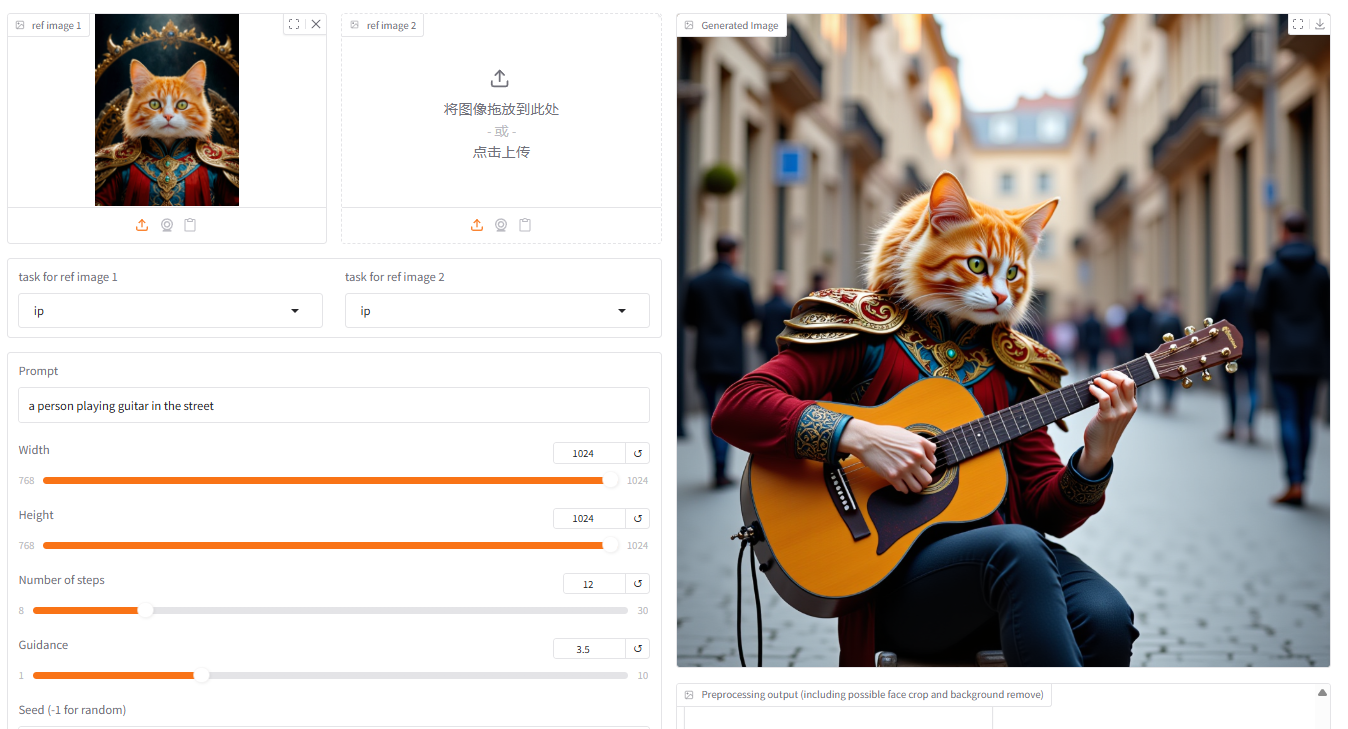 ref image 1
ref image 2
将图像拖放到此处
- 或 -
点击上传
task for ref image 1
task for ref image 2
ip
ip
Prompt
a person playing guitar in the street
Width
1024
768
1024
Height
1024
768
1024
Number of steps
12
8
30
Guidance
3.5
1
10
Seed (-1 for random)
Generated Image
Preprocessing output (including possible face crop and background remove)